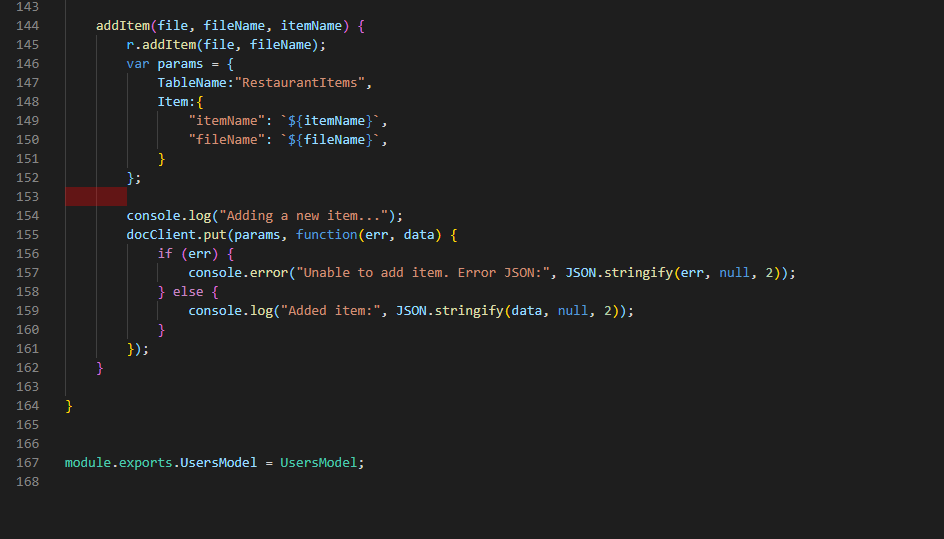 143
144     addItem(file, fileName, itemName) {
145         r.addItem(file, fileName);
146         var params = {
147             TableName:"RestaurantItems",
148             Item:{
149                 "itemName": `${itemName}`,
150                 "fileName": `${fileName}`,
151             }
152         };
153
154         console.log("Adding a new item...");
155         docClient.put(params, function(err, data) {
156             if (err) {
157                 console.error("Unable to add item. Error JSON:", JSON.stringify(err, null, 2));
158             } else {
159                 console.log("Added item:", JSON.stringify(data, null, 2));
160             }
161         });
162     }
163
164 }
165
166
167 module.exports.UsersModel = UsersModel;
168